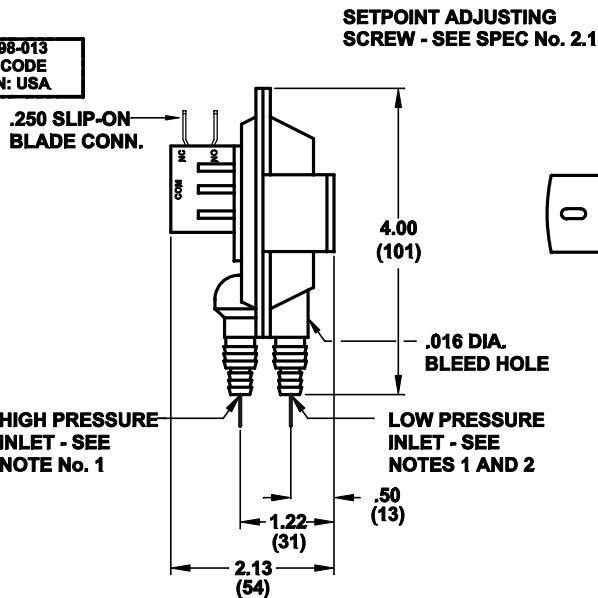 SETPOINT ADJUSTING
SCREW - SEE SPEC No. 2.1
98-013
CODE
N: USA
.250 SLIP-ON
BLADE CONN.
NC
NO
COM
4.00
(101)
.016 DIA.
BLEED HOLE
HIGH PRESSURE
INLET - SEE
NOTE No. 1
LOW PRESSURE
INLET - SEE
NOTES 1 AND 2
.50
(13)
1.22
(31)
2.13
(54)